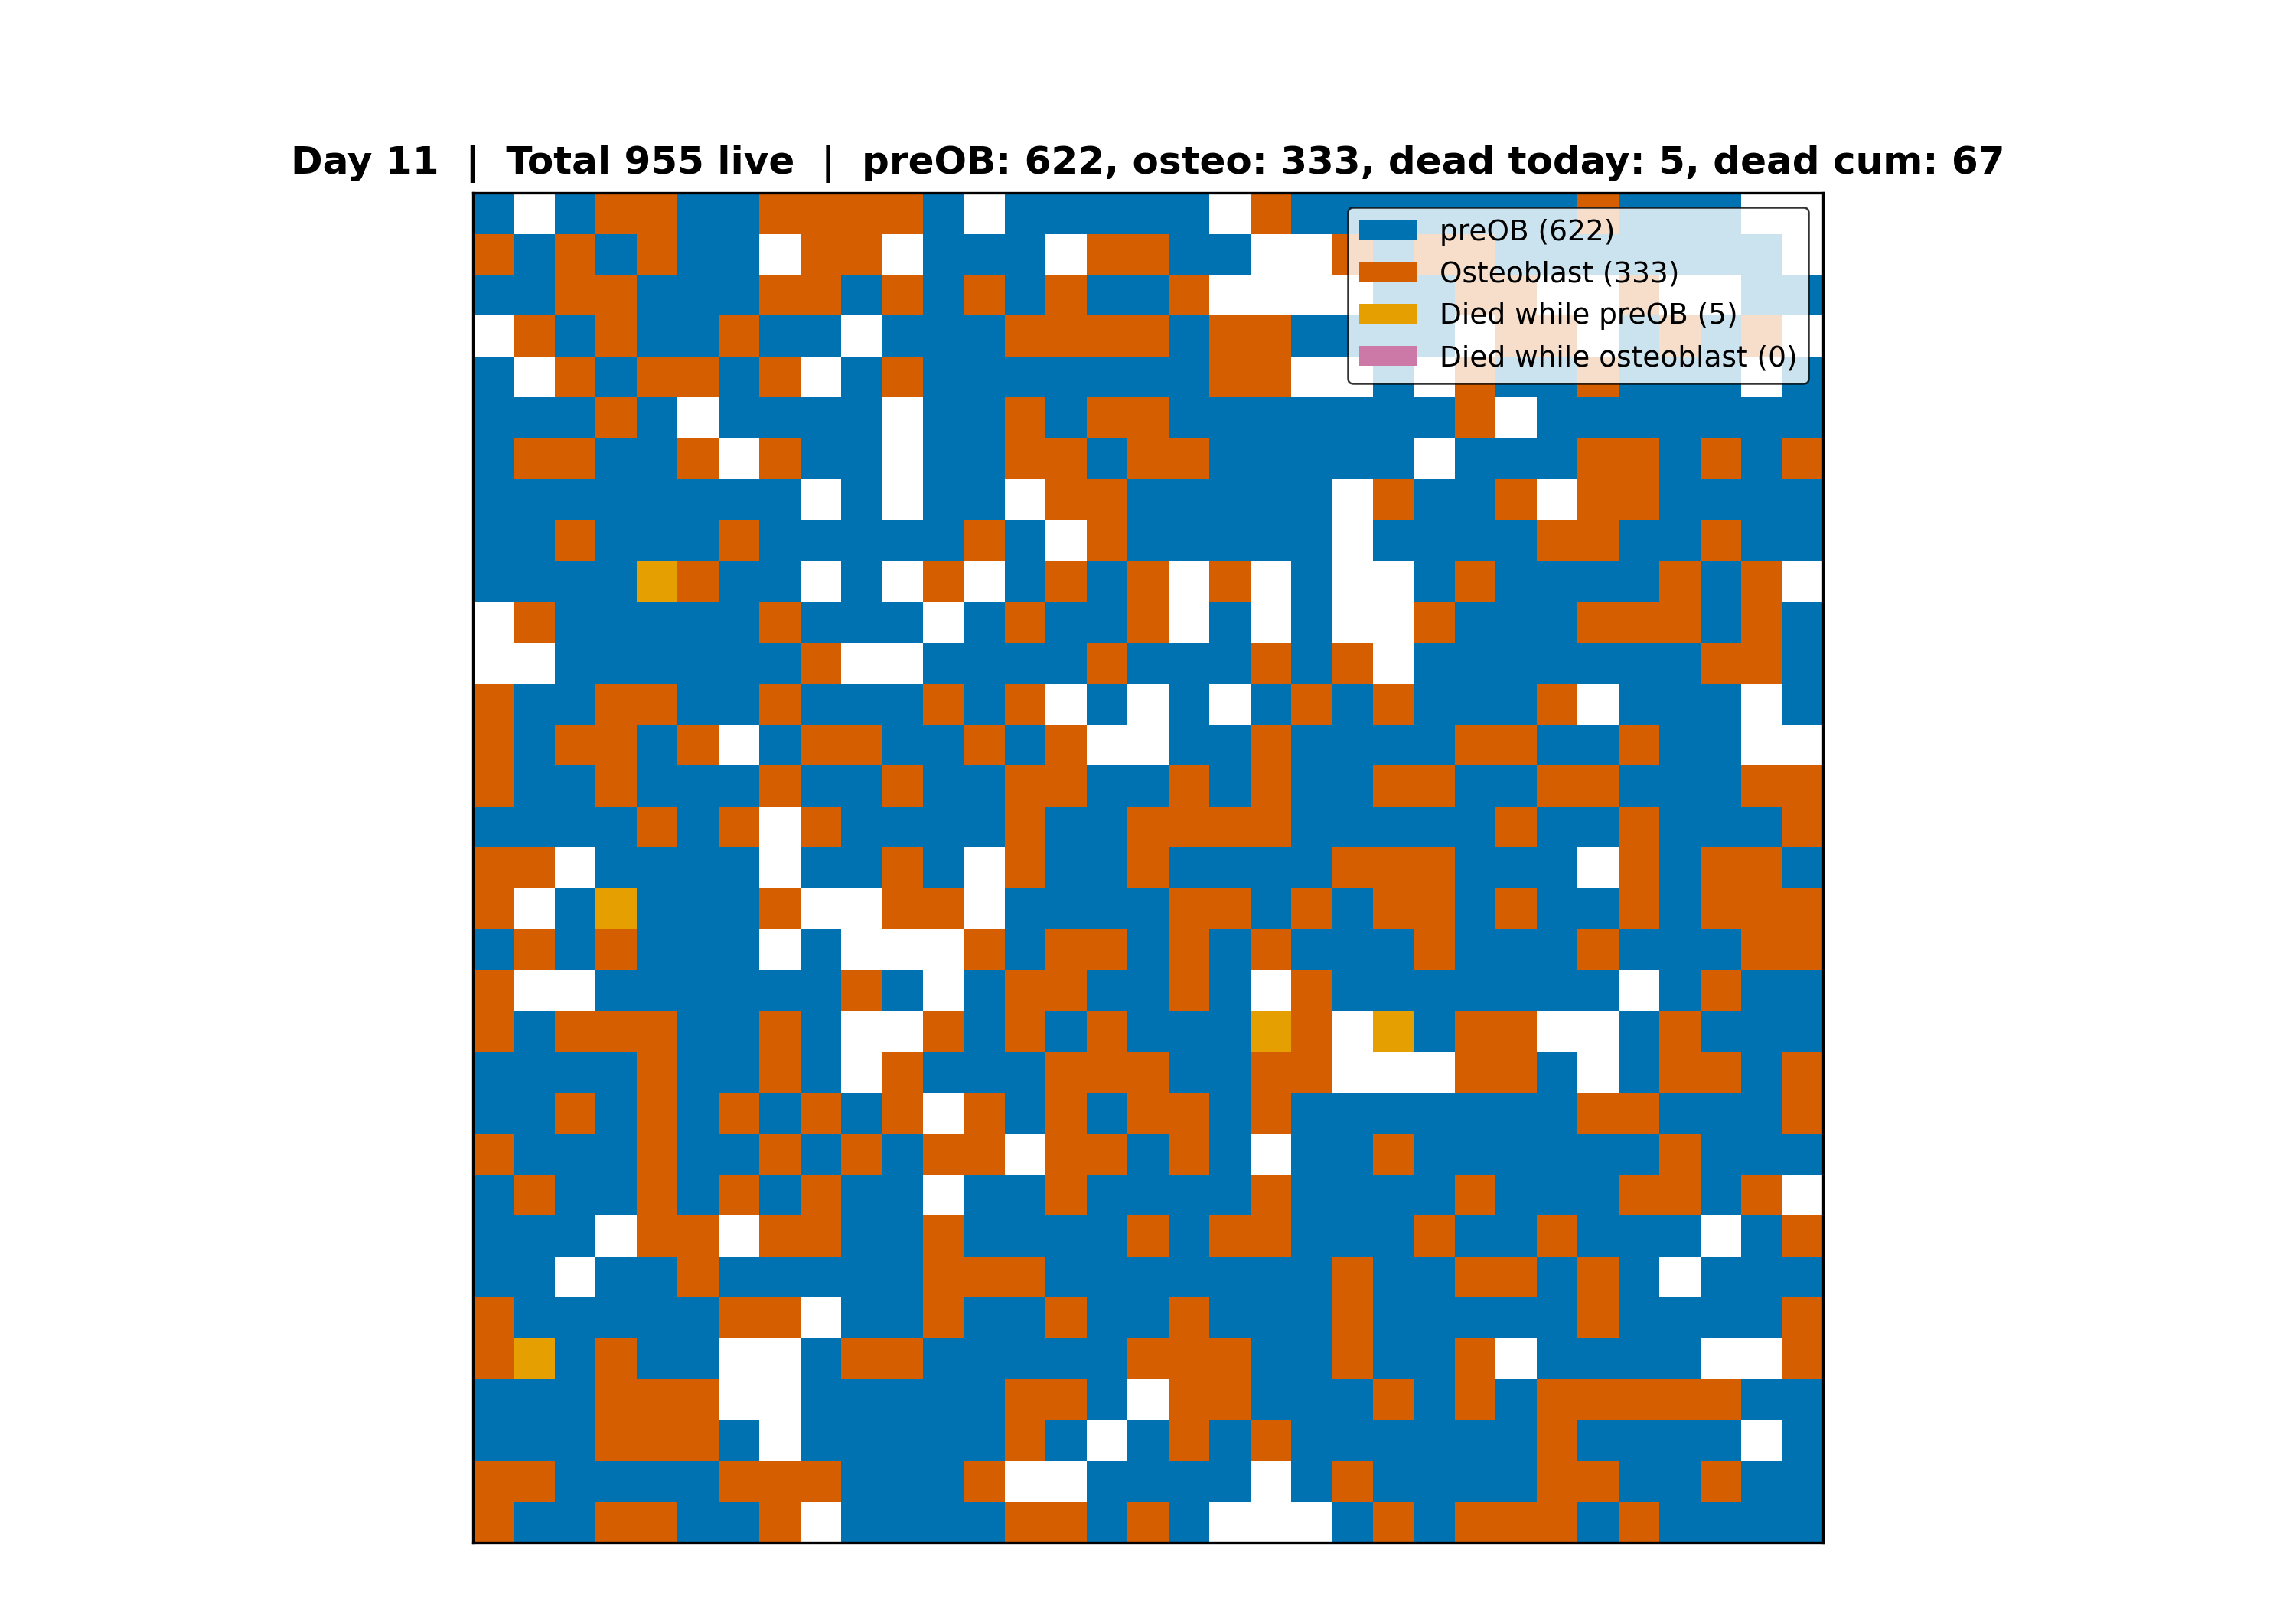 Day 11 | Total 955 live | preOB: 622, osteo: 333, dead today: 5, dead cum: 67
preOB (622)
Osteoblast (333)
Died while preOB (5)
Died while osteoblast (0)